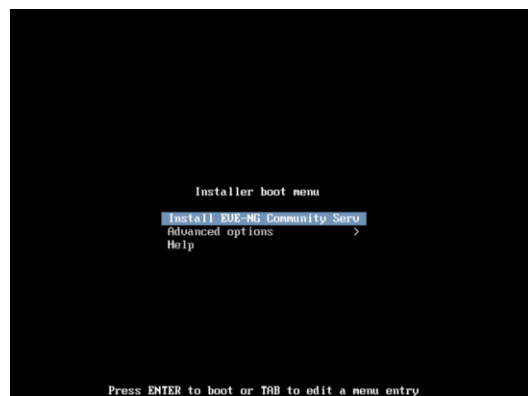 Installer boot menu
Install EVE-NG Community Serv
Advanced options >
Help
Press ENTER to boot or TAB to edit a menu entry